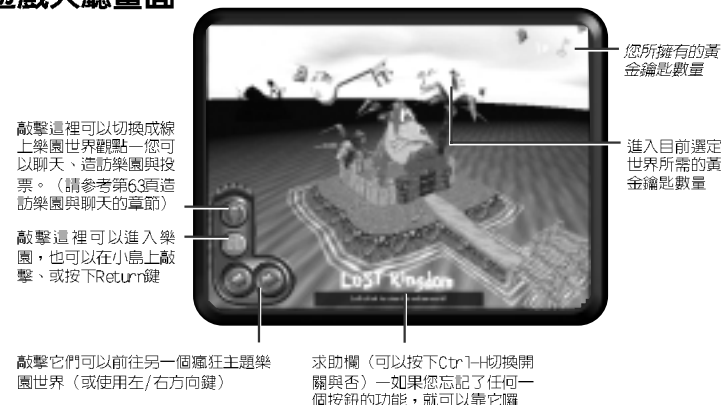 遊戲大廳畫面
您所擁有的黃
金鑰匙數量
敲擊這裡可以切換成線
上樂園世界觀點—您可
以聊天、造訪樂園與投
票。（請參考第63頁造
訪樂園與聊天的章節）
進入目前選定
世界所需的黃
金鑰匙數量
敲擊這裡可以進入樂
園，也可以在小島上敲
擊、或按下Return鍵
LoST Kingdom
敲擊它們可以前往另一個瘋狂主題樂
園世界（或使用左/右方向鍵）
求助欄（可以按下Ctrl-H切換開
關與否）—如果您忘記了任何一
個按鈕的功能，就可以靠它囉